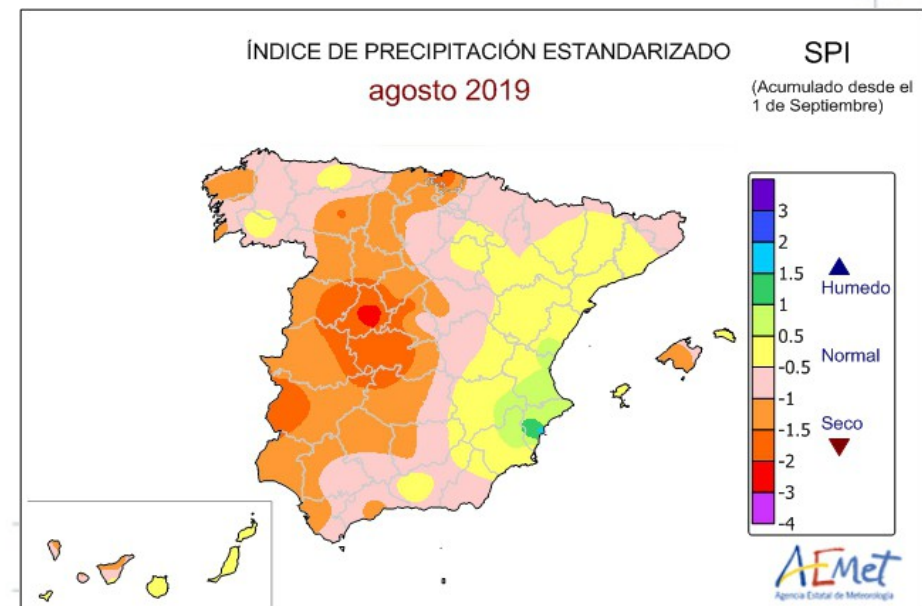 ÍNDICE DE PRECIPITACIÓN ESTANDARIZADO
agosto 2019
SPI
(Acumulado desde el
1 de Septiembre)
3
2
1.5
1
0.5
-0.5
-1
-1.5
-2
-3
-4
Humedo
Normal
Seco
AEMet
Agencia Estatal de Meteorología